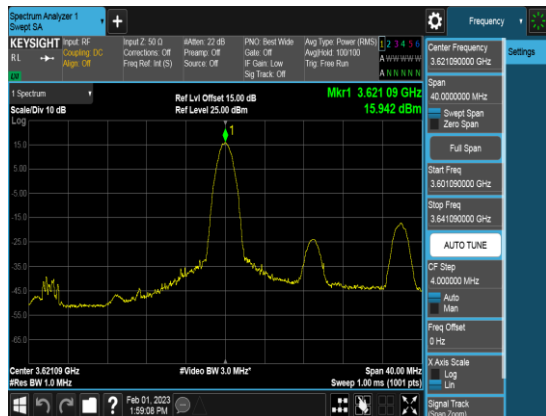 Spectrum Analyzer 1
Swept SA
Frequency
KEYSIGHT
RL
Input: RF
Coupling: DC
Align: Off
Input Z: 50 Ω
Corrections: Off
Freq Ref: Int (S)
#Atten: 22 dB
Preamp: Off
Source: Off
PNO: Best Wide
Gate: Off
IF Gain: Low
Sig Track: Off
Avg Type: Power (RMS)
Avg|Hold: 100/100
Trig: Free Run
1 2 3 4 5 6
A W W W W W
A N N N N N
LV
1 Spectrum
Scale/Div 10 dB
Ref Lvl Offset 15.00 dB
Ref Level 25.00 dBm
Mkr1 3.621 09 GHz
15.942 dBm
Log
1
15.0
5.00
-5.00
-15.0
-25.0
-35.0
-45.0
-55.0
-65.0
Center 3.62109 GHz
#Res BW 1.0 MHz
#Video BW 3.0 MHz*
Span 40.00 MHz
Sweep 1.00 ms (1001 pts)
Center Frequency
3.621090000 GHz
Settings
Span
40.0000000 MHz
Swept Span
Zero Span
Full Span
Start Freq
3.601090000 GHz
Stop Freq
3.641090000 GHz
AUTO TUNE
CF Step
4.000000 MHz
Auto
Man
Freq Offset
0 Hz
X Axis Scale
Log
Lin
Signal Track
(Span Zoom)
Feb 01, 2023
1:59:08 PM